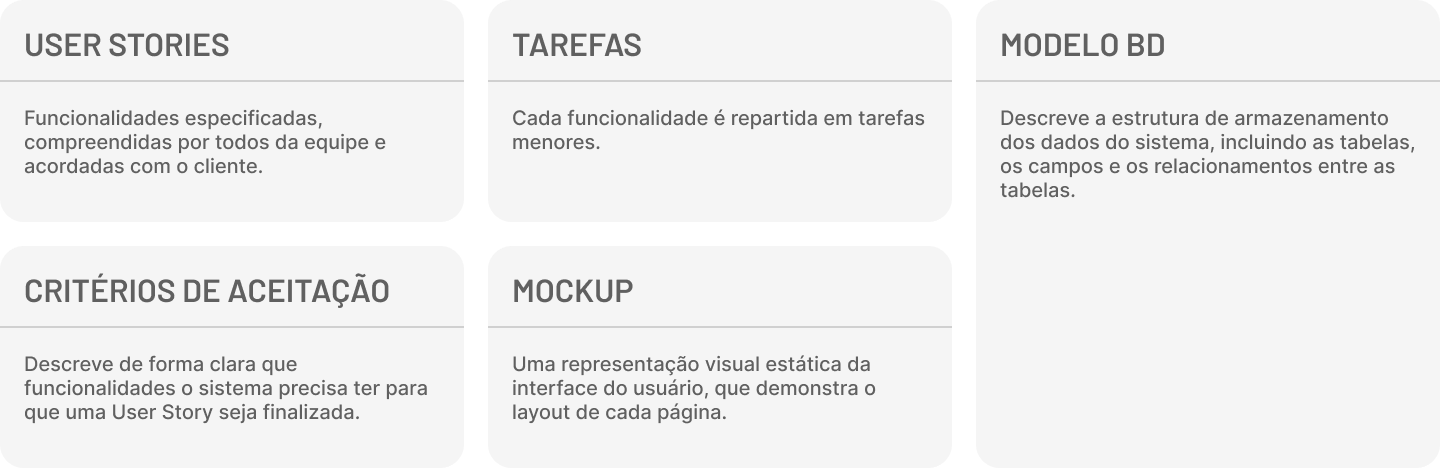 USER STORIES
Funcionalidades especificadas,
compreendidas por todos da equipe e
acordadas com o cliente.
TAREFAS
Cada funcionalidade é repartida em tarefas
menores.
MODELO BD
Descreve a estrutura de armazenamento
dos dados do sistema, incluindo as tabelas,
os campos e os relacionamentos entre as
tabelas.
CRITÉRIOS DE ACEITAÇÃO
Descreve de forma clara que
funcionalidades o sistema precisa ter para
que uma User Story seja finalizada.
MOCKUP
Uma representação visual estática da
interface do usuário, que demonstra o
layout de cada página.